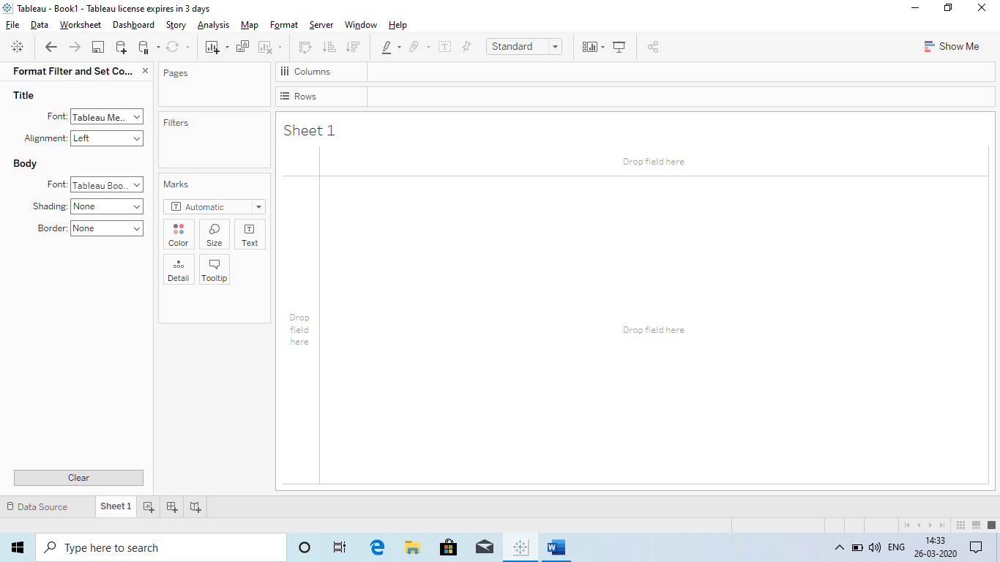 Tableau - Book1 - Tableau license expires in 3 days
File Data Worksheet Dashboard Story Analysis Map Format Server Window Help
Standard
Show Me
Format Filter and Set Co...
Title
Font: Tableau Me..
Alignment: Left
Body
Font: Tableau Boo..
Shading: None
Border: None
Clear
Pages
Filters
Marks
Automatic
Color Size Text
Detail Tooltip
Columns
Rows
Sheet 1
Drop field here
Drop
field
here
Drop field here
Data Source Sheet 1
Type here to search
ENG
14:33
26-03-2020